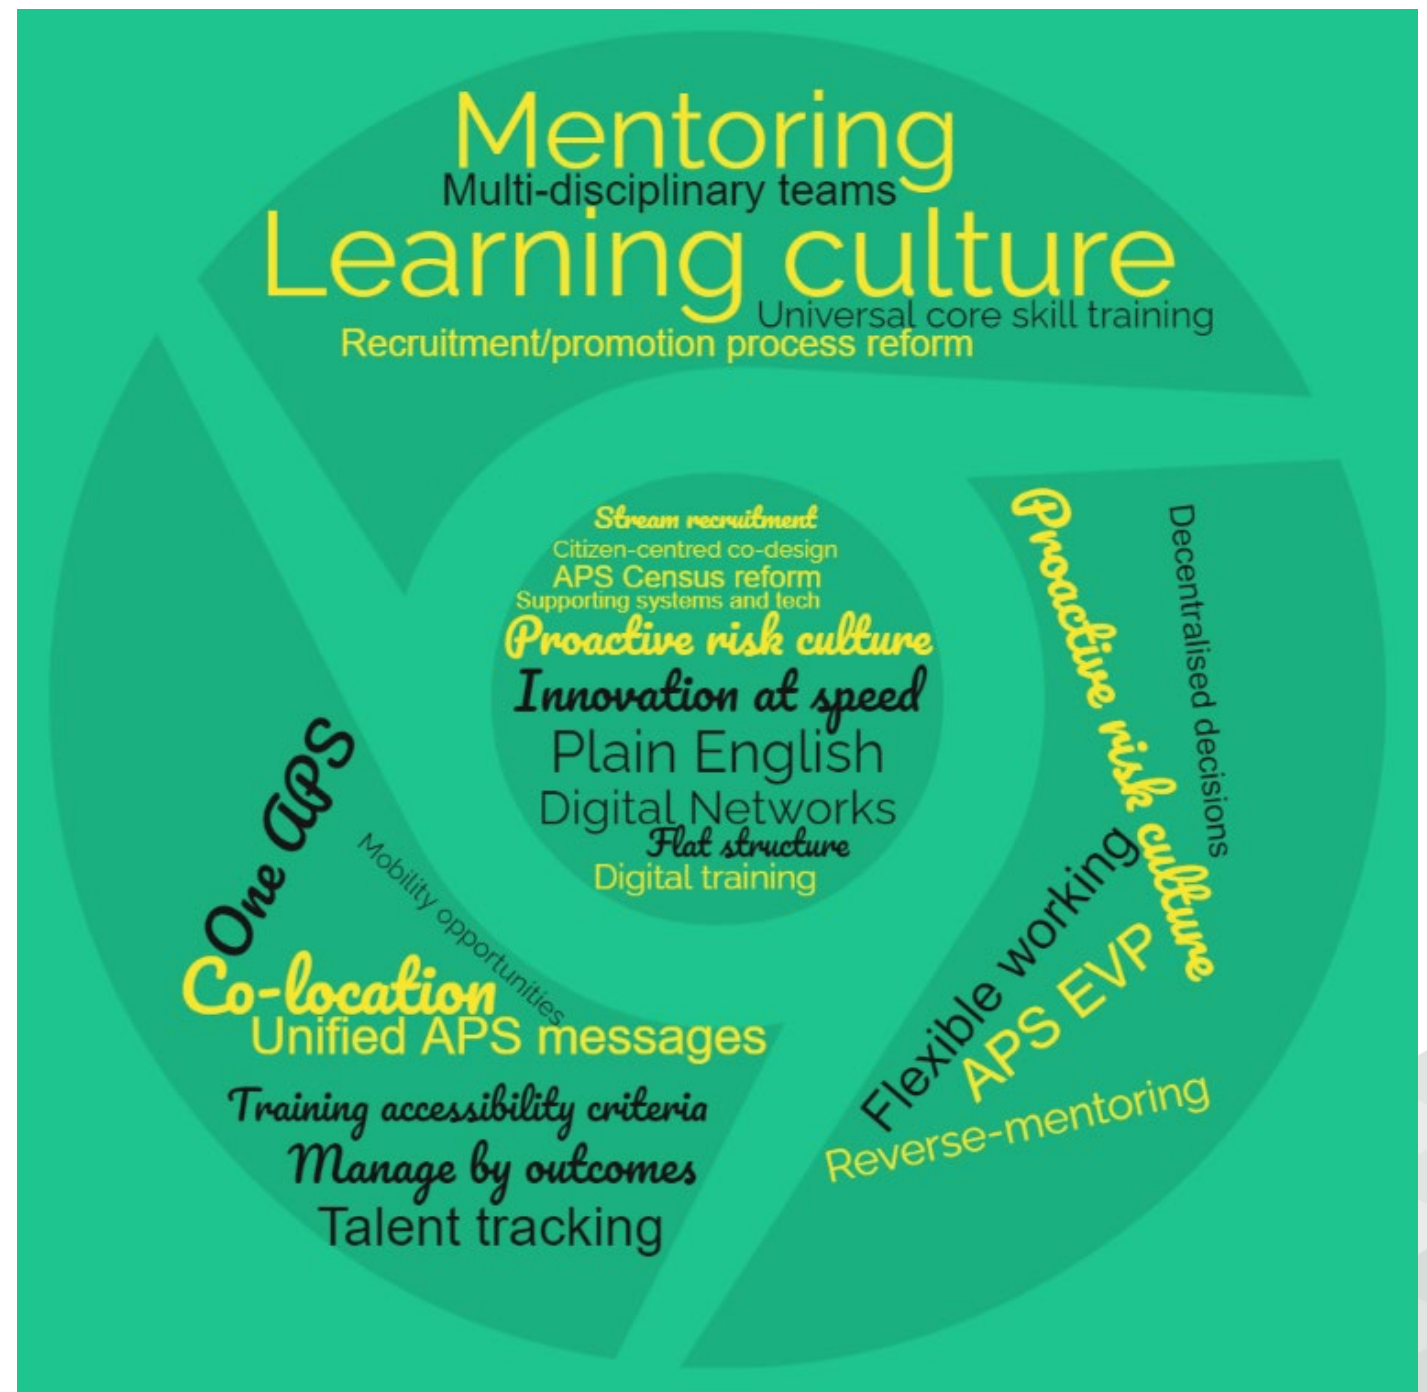 Mentoring
Multi-disciplinary teams
Learning culture
Universal core skill training
Recruitment/promotion process reform
Stream recruitment
Citizen-centred co-design
APS Census reform
Supporting systems and tech
Proactive risk culture
Innovation at speed
Plain English
Digital Networks
Flat structure
Digital training
Proactive risk culture
Decentralised decisions
Flexible working
APS EVP
Reverse-mentoring
One APS
Mobility opportunities
Co-location
Unified APS messages
Training accessibility criteria
Manage by outcomes
Talent tracking